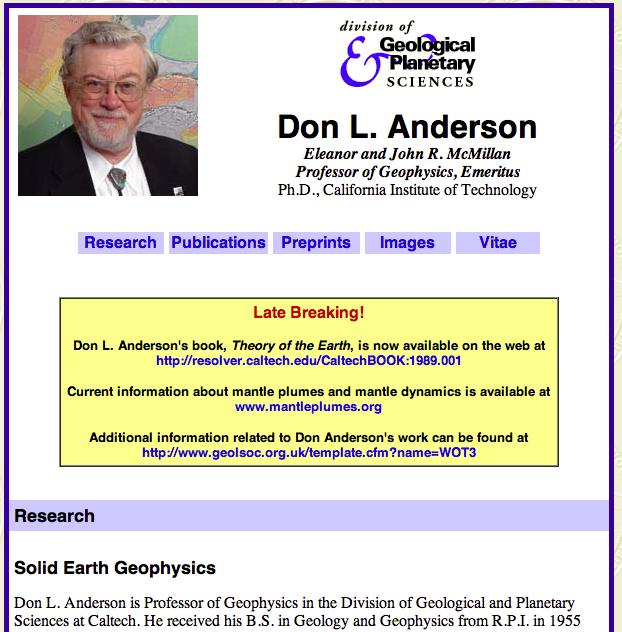 division of
& Geological
Planetary
SCIENCES
Don L. Anderson
Eleanor and John R. McMillan
Professor of Geophysics, Emeritus
Ph.D., California Institute of Technology
Research Publications Preprints Images Vitae
Late Breaking!
Don L. Anderson's book, Theory of the Earth, is now available on the web at
http://resolver.caltech.edu/CaltechBOOK:1989.001
Current information about mantle plumes and mantle dynamics is available at
www.mantleplumes.org
Additional information related to Don Anderson's work can be found at
http://www.geolsoc.org.uk/template.cfm?name=WOT3
Research
Solid Earth Geophysics
Don L. Anderson is Professor of Geophysics in the Division of Geological and Planetary
Sciences at Caltech. He received his B.S. in Geology and Geophysics from R.P.I. in 1955